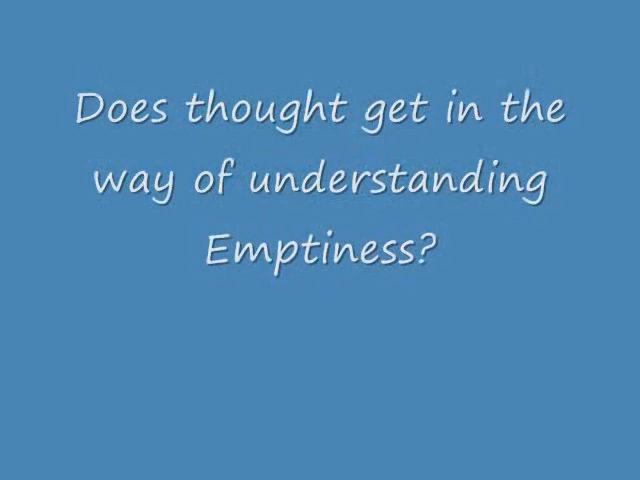 Does thought get in the
way of understanding
Emptiness?